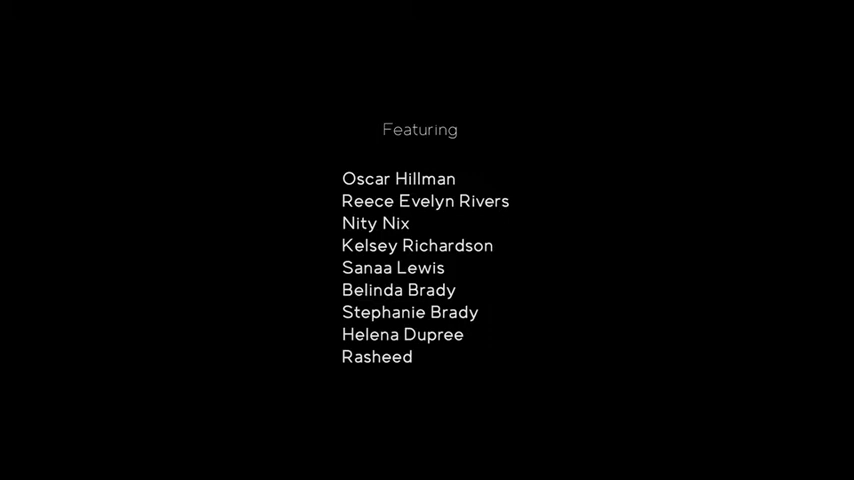 Featuring
Oscar Hillman
Reece Evelyn Rivers
Nity Nix
Kelsey Richardson
Sanaa Lewis
Belinda Brady
Stephanie Brady
Helena Dupree
Rasheed